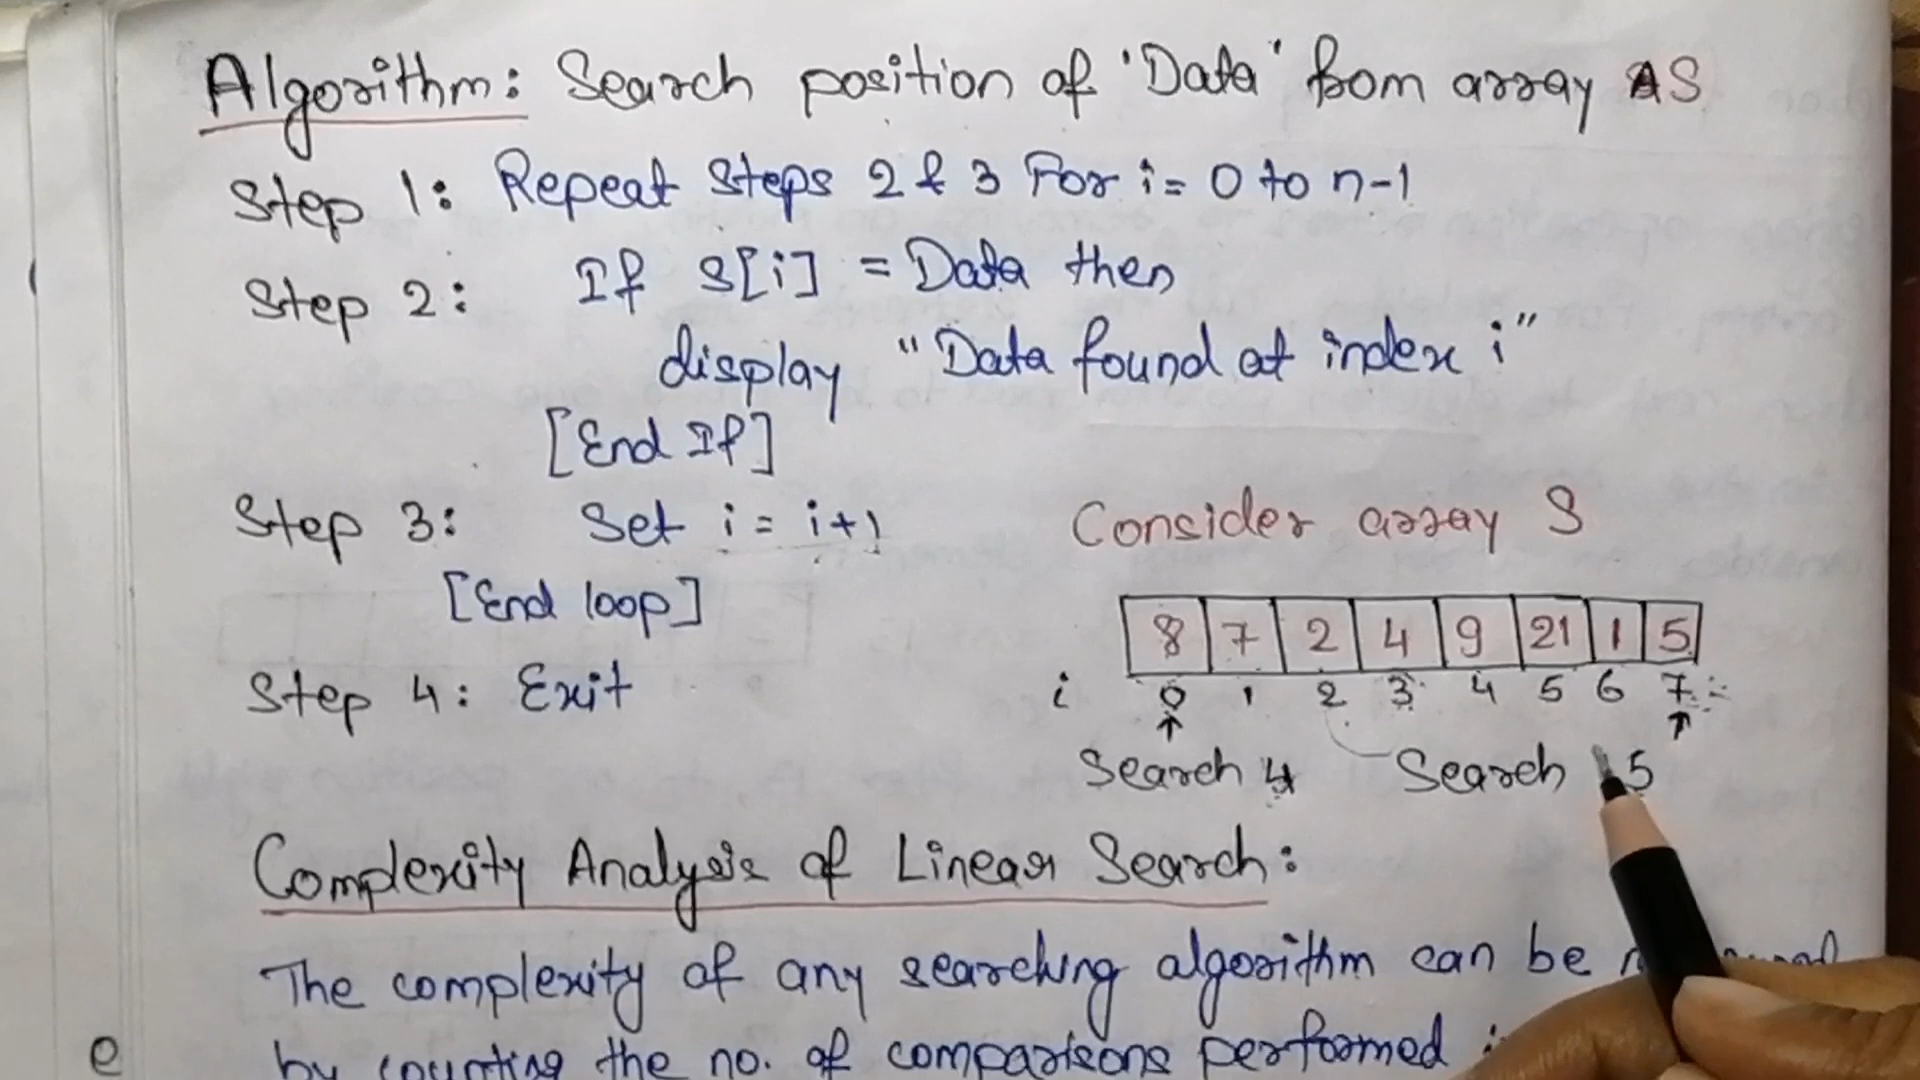 Algorithm: Search position of 'Data' from array S
Step 1: Repeat Steps 2 & 3 For i = 0 to n-1
Step 2: If S[i] = Data then
display "Data found at index i"
[End If]
Step 3: Set i = i+1
Consider array S
[End loop]
8 7 2 4 9 21 1 5
Step 4: Exit
i 0 1 2 3 4 5 6 7
Search 4 Search 5
Complexity Analysis of Linear Search:
The complexity of any searching algorithm can be
e by counting the no. of comparisons performed